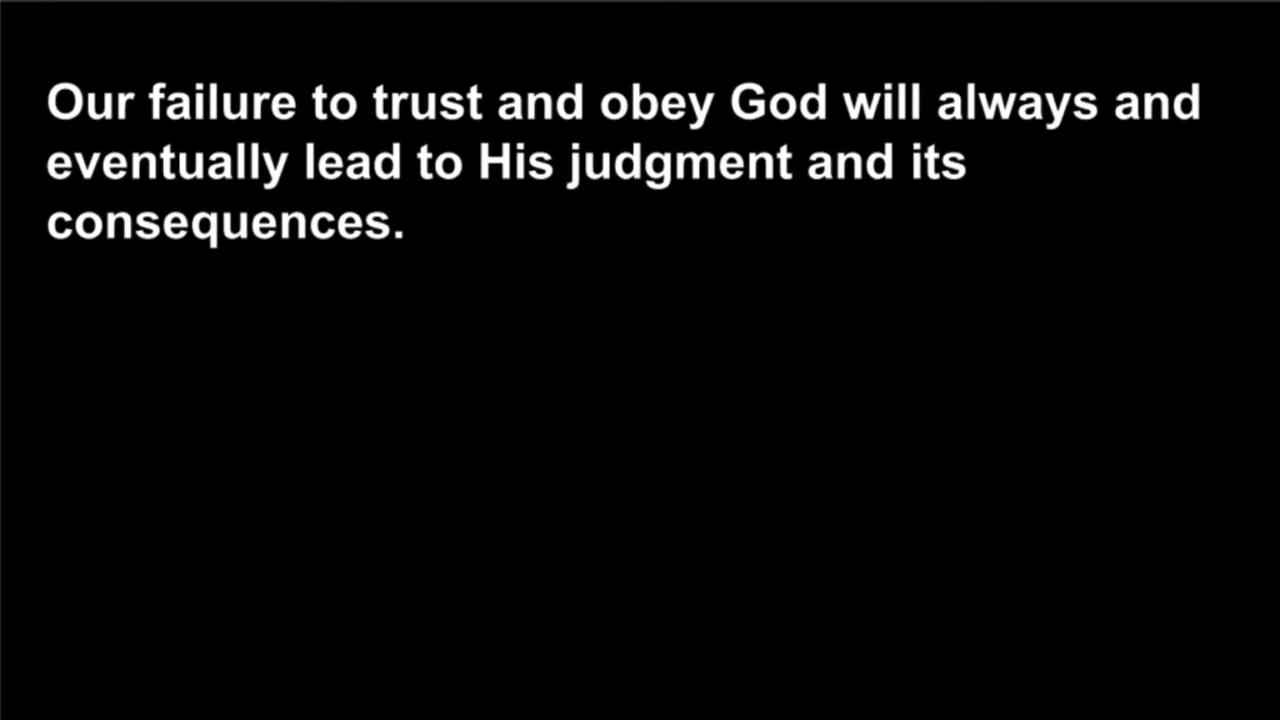 Our failure to trust and obey God will always and
eventually lead to His judgment and its
consequences.